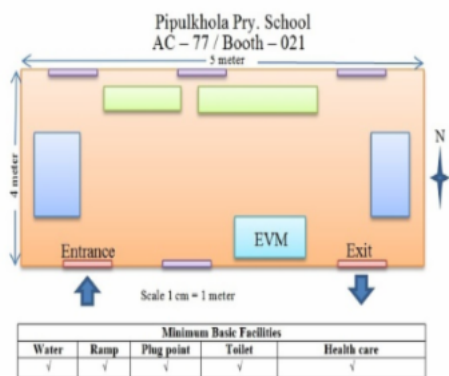 Pipulkhola Pry. School
AC – 77 / Booth – 021
5 meter
4 meter
N
EVM
Entrance
Exit
Scale 1 cm = 1 meter
Minimum Basic Facilities
Water Ramp Plug point Toilet Health care
√ √ √ √ √